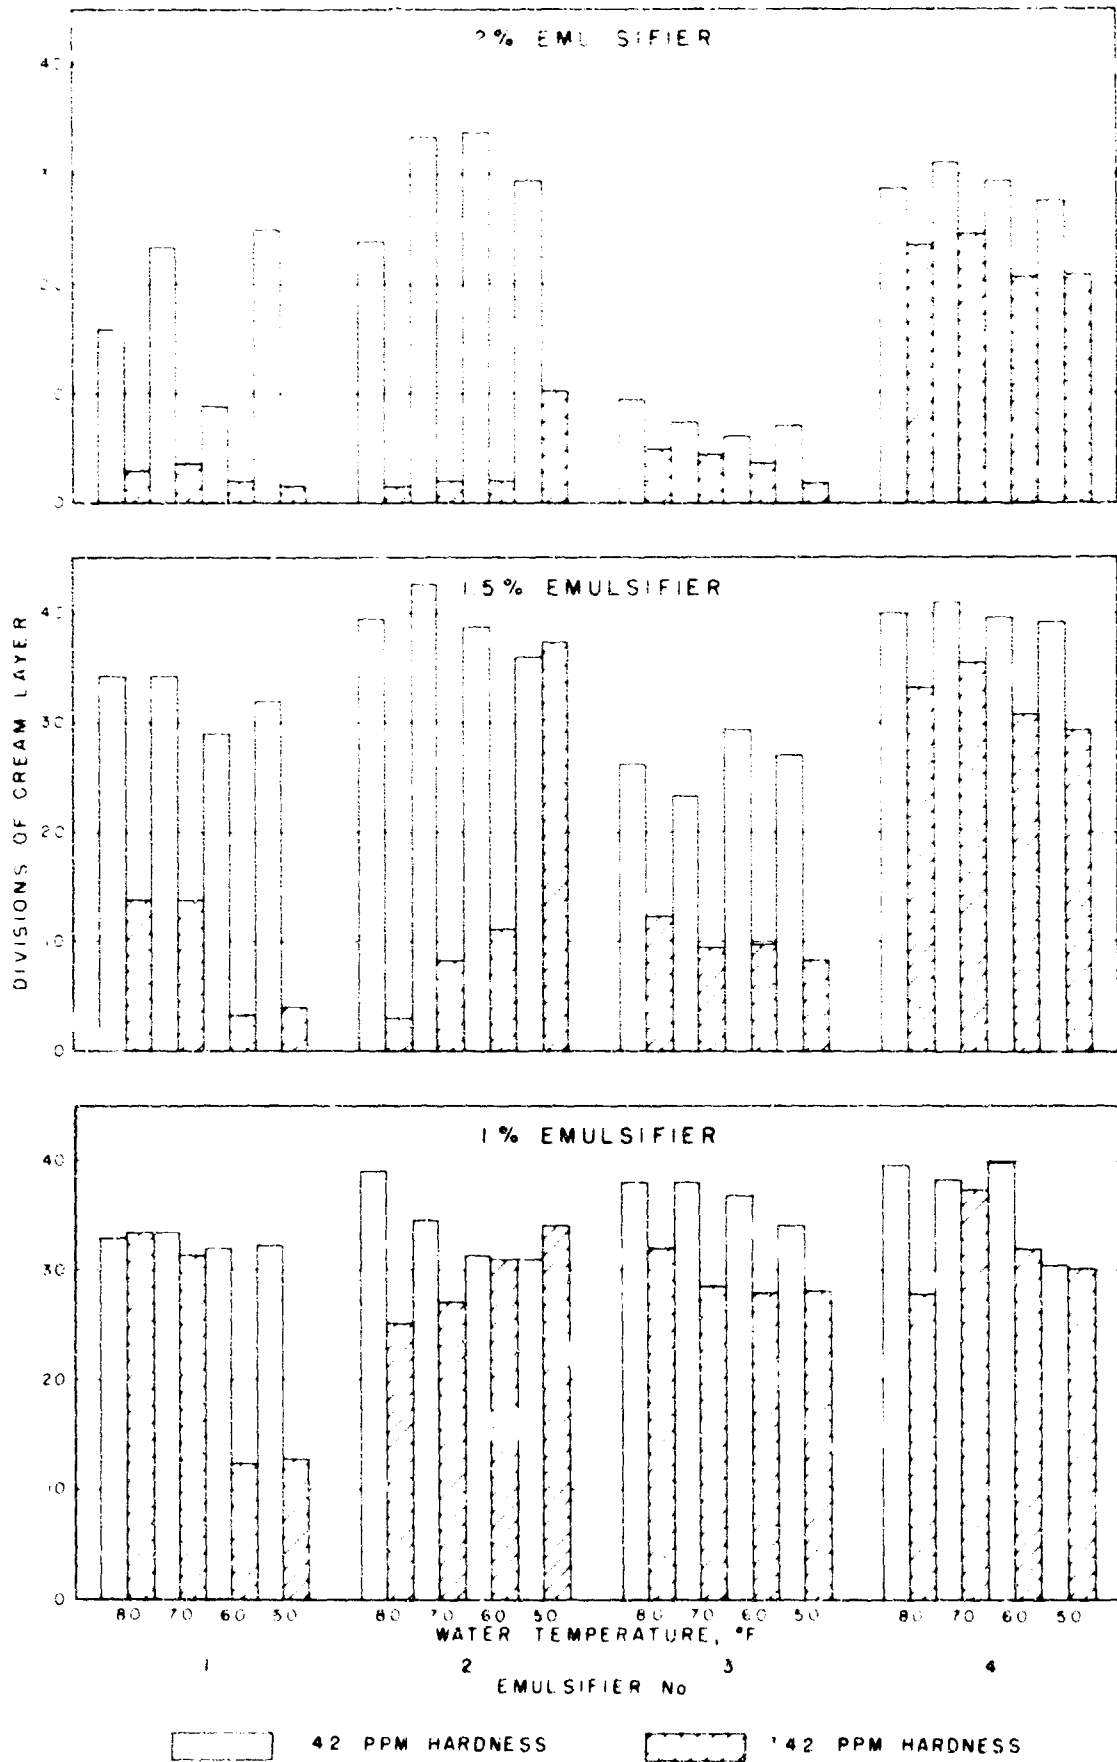 2% EMULSIFIER
40
0
DIVISIONS OF CREAM LAYER
1.5% EMULSIFIER
40
30
20
10
0
1% EMULSIFIER
40
30
20
10
0
80 70 60 50 80 70 60 50 80 70 60 50 80 70 60 50
WATER TEMPERATURE, °F
1 2 3 4
EMULSIFIER No
42 PPM HARDNESS 42 PPM HARDNESS